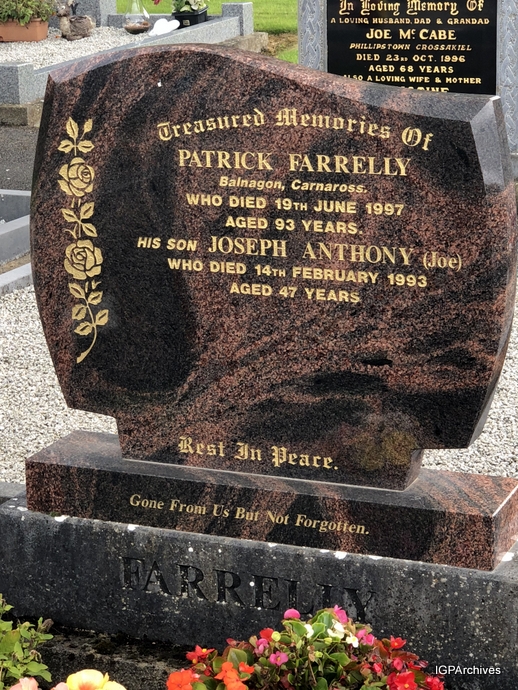 In Loving Memory Of
A LOVING HUSBAND, DAD & GRANDAD
JOE McCABE
PHILLIPSTOWN CROSSAKIEL
DIED 23RD OCT. 1996
AGED 68 YEARS
ALSO A LOVING WIFE & MOTHER
Treasured Memories Of
PATRICK FARRELLY
Balnagon, Carnaross.
WHO DIED 19TH JUNE 1997
AGED 93 YEARS.
HIS SON JOSEPH ANTHONY (Joe)
WHO DIED 14TH FEBRUARY 1993
AGED 47 YEARS
Rest In Peace.
Gone From Us But Not Forgotten.
FARRELLY
IGPArchives